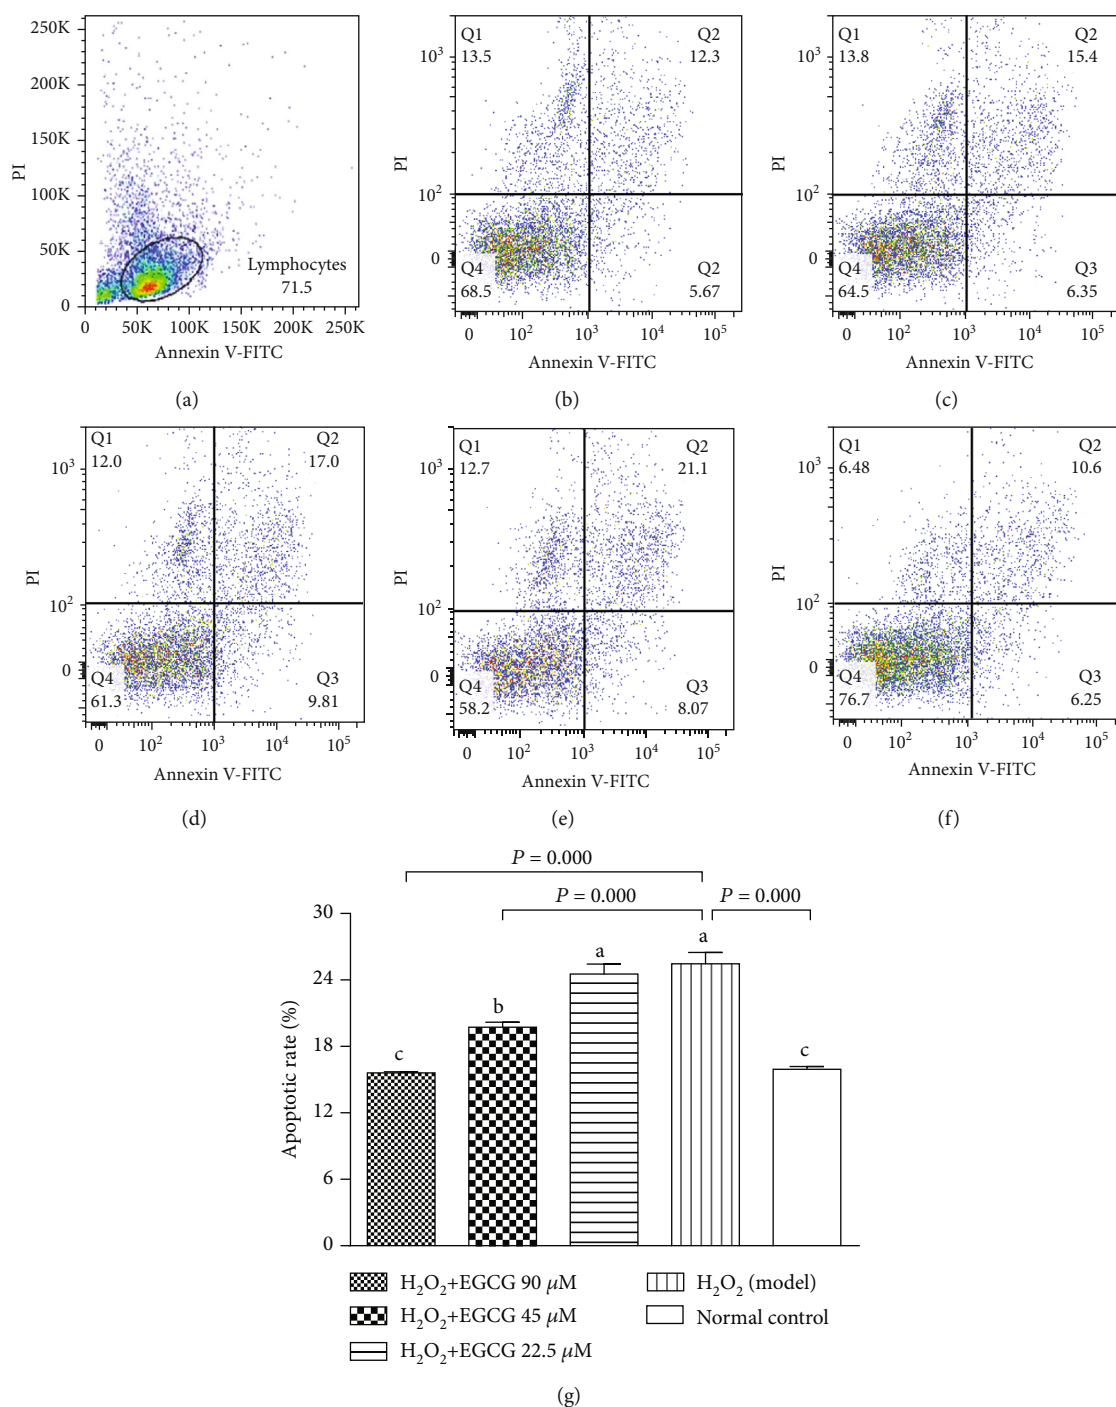 250K
200K
150K
100K
50K
0
PI
Lymphocytes
71.5
0 50K 100K 150K 200K 250K
Annexin V-FITC
(a)
Q1
13.5
Q2
12.3
10³
10²
0
PI
Q4
68.5
Q2
5.67
0 10² 10³ 10⁴ 10⁵
Annexin V-FITC
(b)
Q1
13.8
Q2
15.4
10³
10²
0
PI
Q4
64.5
Q3
6.35
0 10² 10³ 10⁴ 10⁵
Annexin V-FITC
(c)
Q1
12.0
Q2
17.0
10³
10²
0
PI
Q4
61.3
Q3
9.81
0 10² 10³ 10⁴ 10⁵
Annexin V-FITC
(d)
Q1
12.7
Q2
21.1
10³
10²
0
PI
Q4
58.2
Q3
8.07
0 10² 10³ 10⁴ 10⁵
Annexin V-FITC
(e)
Q1
6.48
Q2
10.6
10³
10²
0
PI
Q4
76.7
Q3
6.25
0 10² 10³ 10⁴ 10⁵
Annexin V-FITC
(f)
P = 0.000
P = 0.000 P = 0.000
30
24
18
12
6
0
Apoptotic rate (%)
c
b
a
a
c
H₂O₂+EGCG 90 μM
H₂O₂+EGCG 45 μM
H₂O₂+EGCG 22.5 μM
H₂O₂ (model)
Normal control
(g)